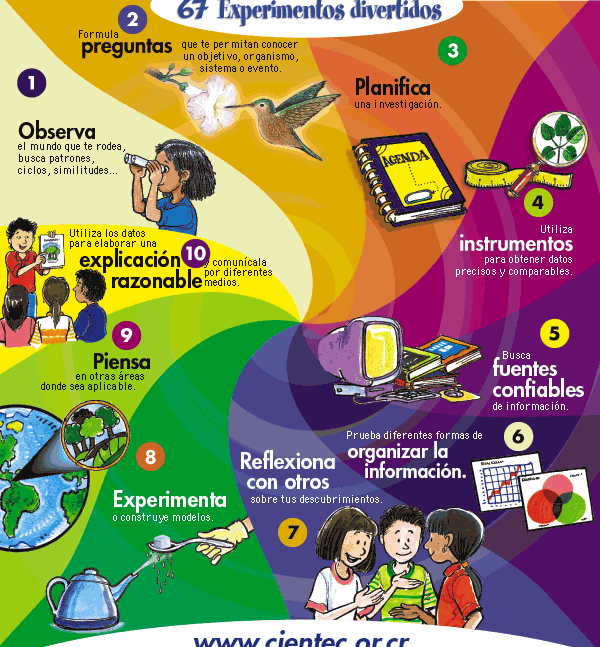 67 Experimentos divertidos
1
Observa
el mundo que te rodea,
busca patrones,
ciclos, similitudes...
2
Formula
preguntas que te permitan conocer
un objetivo, organismo,
sistema o evento.
3
Planifica
una investigación.
AGENDA
4
Utiliza
instrumentos
para obtener datos
precisos y comparables.
5
Busca
fuentes
confiables
de información.
6
Prueba diferentes formas de
organizar la
información.
7
Reflexiona
con otros
sobre tus descubrimientos.
8
Experimenta
o construye modelos.
9
Piensa
en otras áreas
donde sea aplicable.
10
Utiliza los datos
para elaborar una
explicación y comunícala
razonable por diferentes
medios.
www.cientec.or.cr